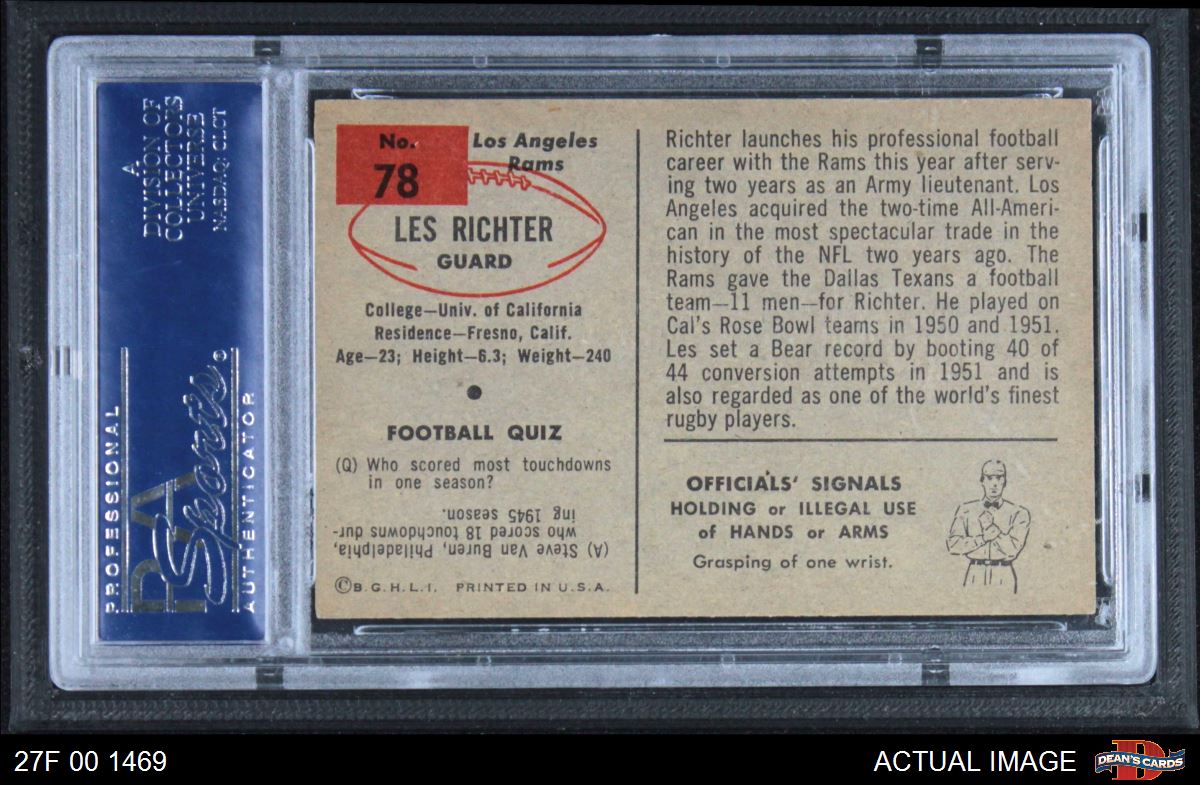 A
DIVISION OF
COLLECTORS
UNIVERSE
NASDAQ: CLCT
PROFESSIONAL
PSA
Sports®
AUTHENTICATOR
No.
78
Los Angeles
Rams
LES RICHTER
GUARD
College—Univ. of California
Residence—Fresno, Calif.
Age—23; Height—6.3; Weight—240
FOOTBALL QUIZ
(Q) Who scored most touchdowns
in one season?
(A) Steve Van Buren, Philadelphia,
who scored 18 touchdowns dur-
ing 1945 season.
©B.G.H.L.I. PRINTED IN U.S.A.
Richter launches his professional football
career with the Rams this year after serv-
ing two years as an Army lieutenant. Los
Angeles acquired the two-time All-Ameri-
can in the most spectacular trade in the
history of the NFL two years ago. The
Rams gave the Dallas Texans a football
team—11 men—for Richter. He played on
Cal's Rose Bowl teams in 1950 and 1951.
Les set a Bear record by booting 40 of
44 conversion attempts in 1951 and is
also regarded as one of the world's finest
rugby players.
OFFICIALS' SIGNALS
HOLDING or ILLEGAL USE
of HANDS or ARMS
Grasping of one wrist.
27F 00 1469
ACTUAL IMAGE
D
DEAN'S CARDS